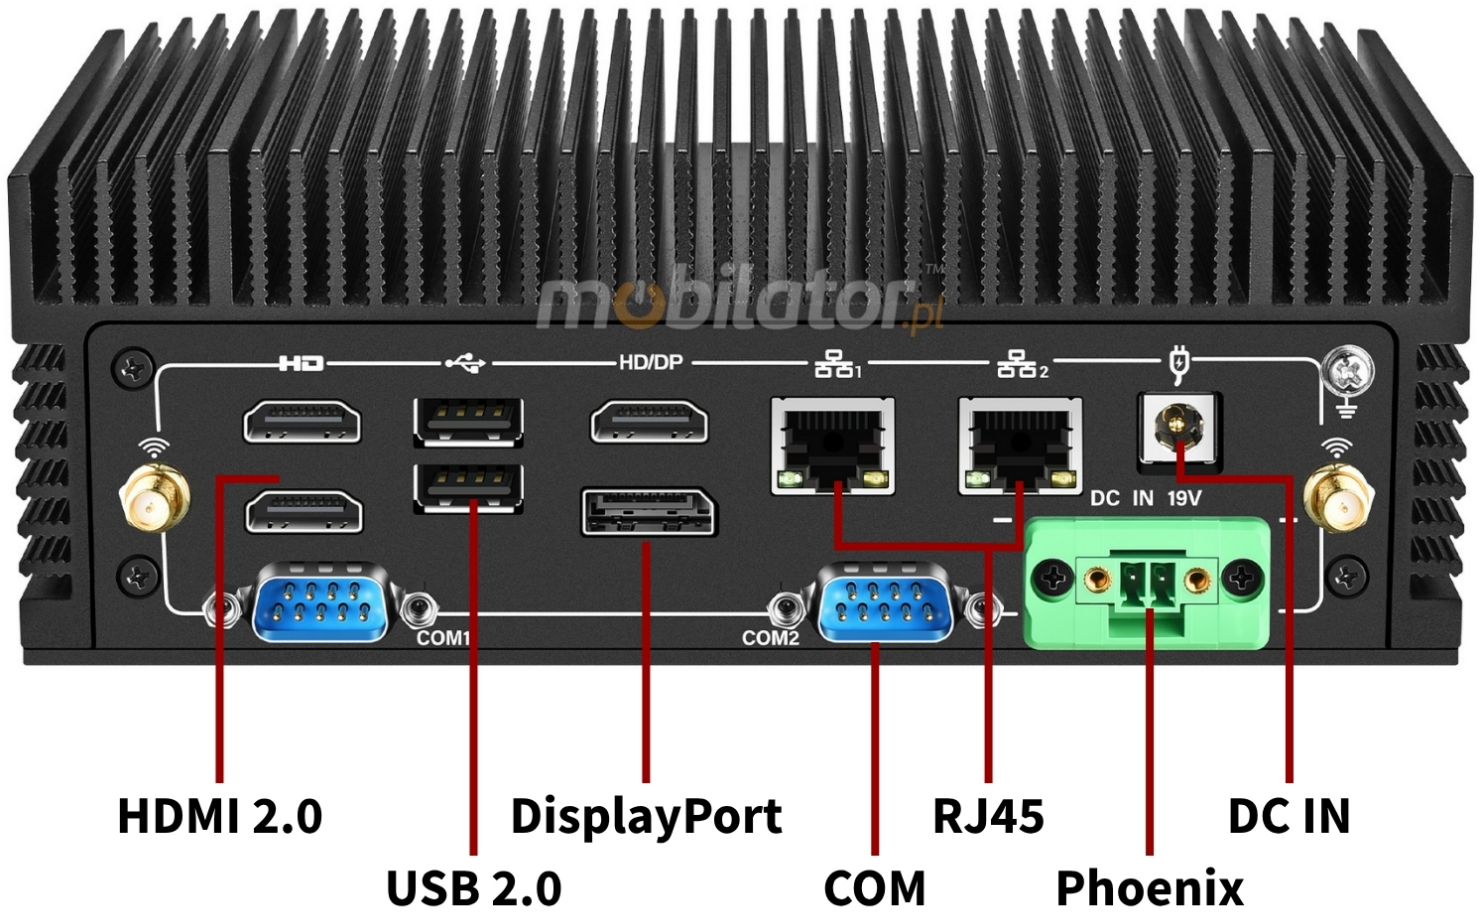 mobilator.pl™
HD
HD/DP
1
2
DC IN 19V
COM1
COM2
HDMI 2.0
DisplayPort
RJ45
DC IN
USB 2.0
COM
Phoenix